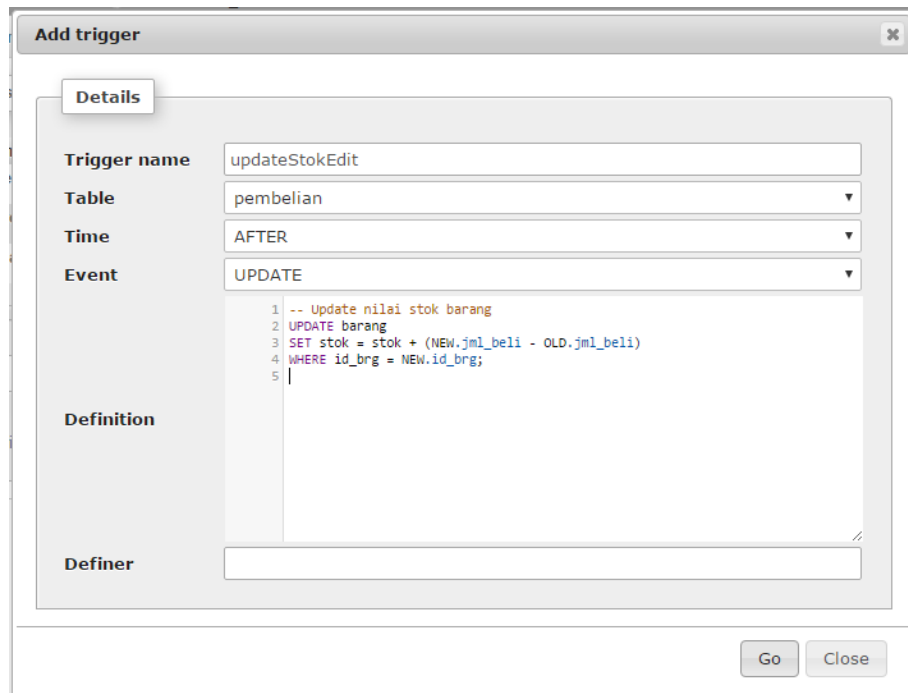 Add trigger
Details
Trigger name updateStokEdit
Table pembelian
Time AFTER
Event UPDATE
1 -- Update nilai stok barang
2 UPDATE barang
3 SET stok = stok + (NEW.jml_beli - OLD.jml_beli)
4 WHERE id_brg = NEW.id_brg;
5
Definition
Definer
Go Close